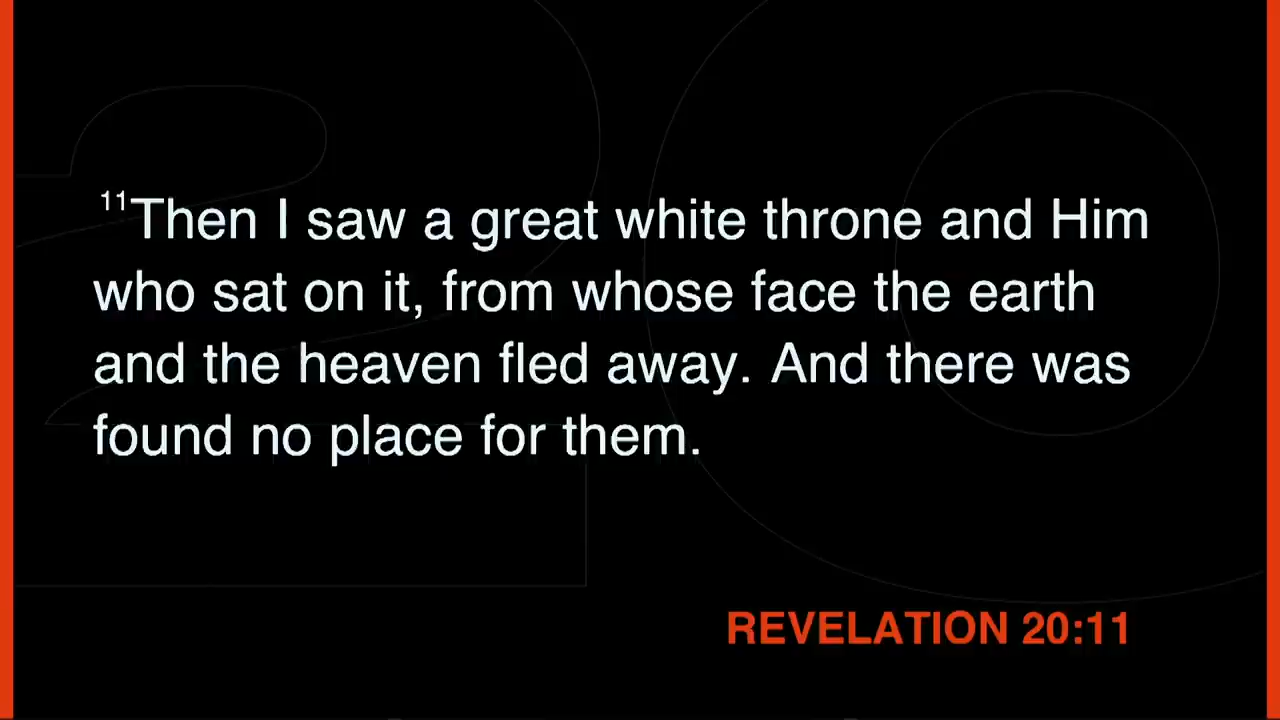 11Then I saw a great white throne and Him
who sat on it, from whose face the earth
and the heaven fled away. And there was
found no place for them.
REVELATION 20:11
20